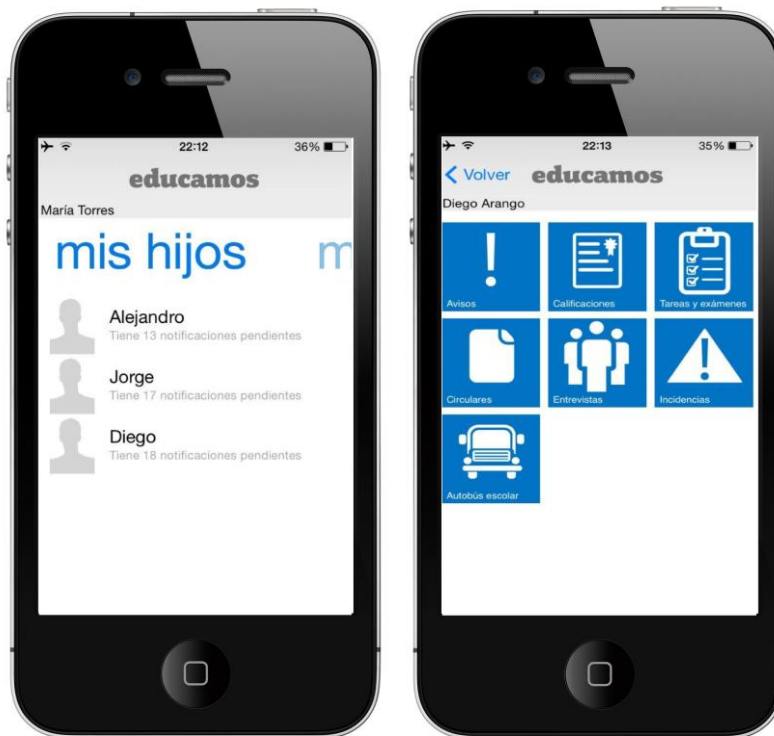 22:12
36%
educamos
María Torres
mis hijos
m
Alejandro
Tiene 13 notificaciones pendientes
Jorge
Tiene 17 notificaciones pendientes
Diego
Tiene 18 notificaciones pendientes
22:13
35%
Volver educamos
Diego Arango
Avisos
Calificaciones
Tareas y exámenes
Circulares
Entrevistas
Incidencias
Autobús escolar